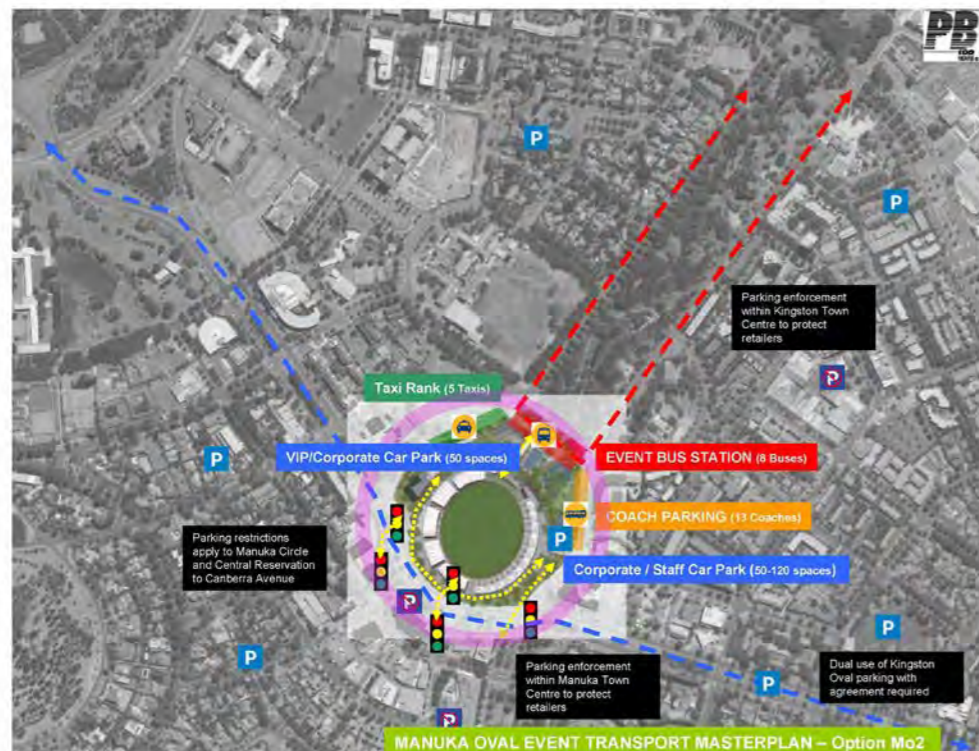 PB
P
P
Parking enforcement
within Kingston Town
Centre to protect
retailers
P
Taxi Rank (5 Taxis)
VIP/Corporate Car Park (50 spaces)
EVENT BUS STATION (8 Buses)
P
COACH PARKING (13 Coaches)
Parking restrictions
apply to Manuka Circle
and Central Reservation
to Canberra Avenue
P
Corporate / Staff Car Park (50-120 spaces)
P
P
P
Parking enforcement
within Manuka Town
Centre to protect
retailers
P
Dual use of Kingston
Oval parking with
agreement required
P
MANUKA OVAL EVENT TRANSPORT MASTERPLAN – Option Mo2